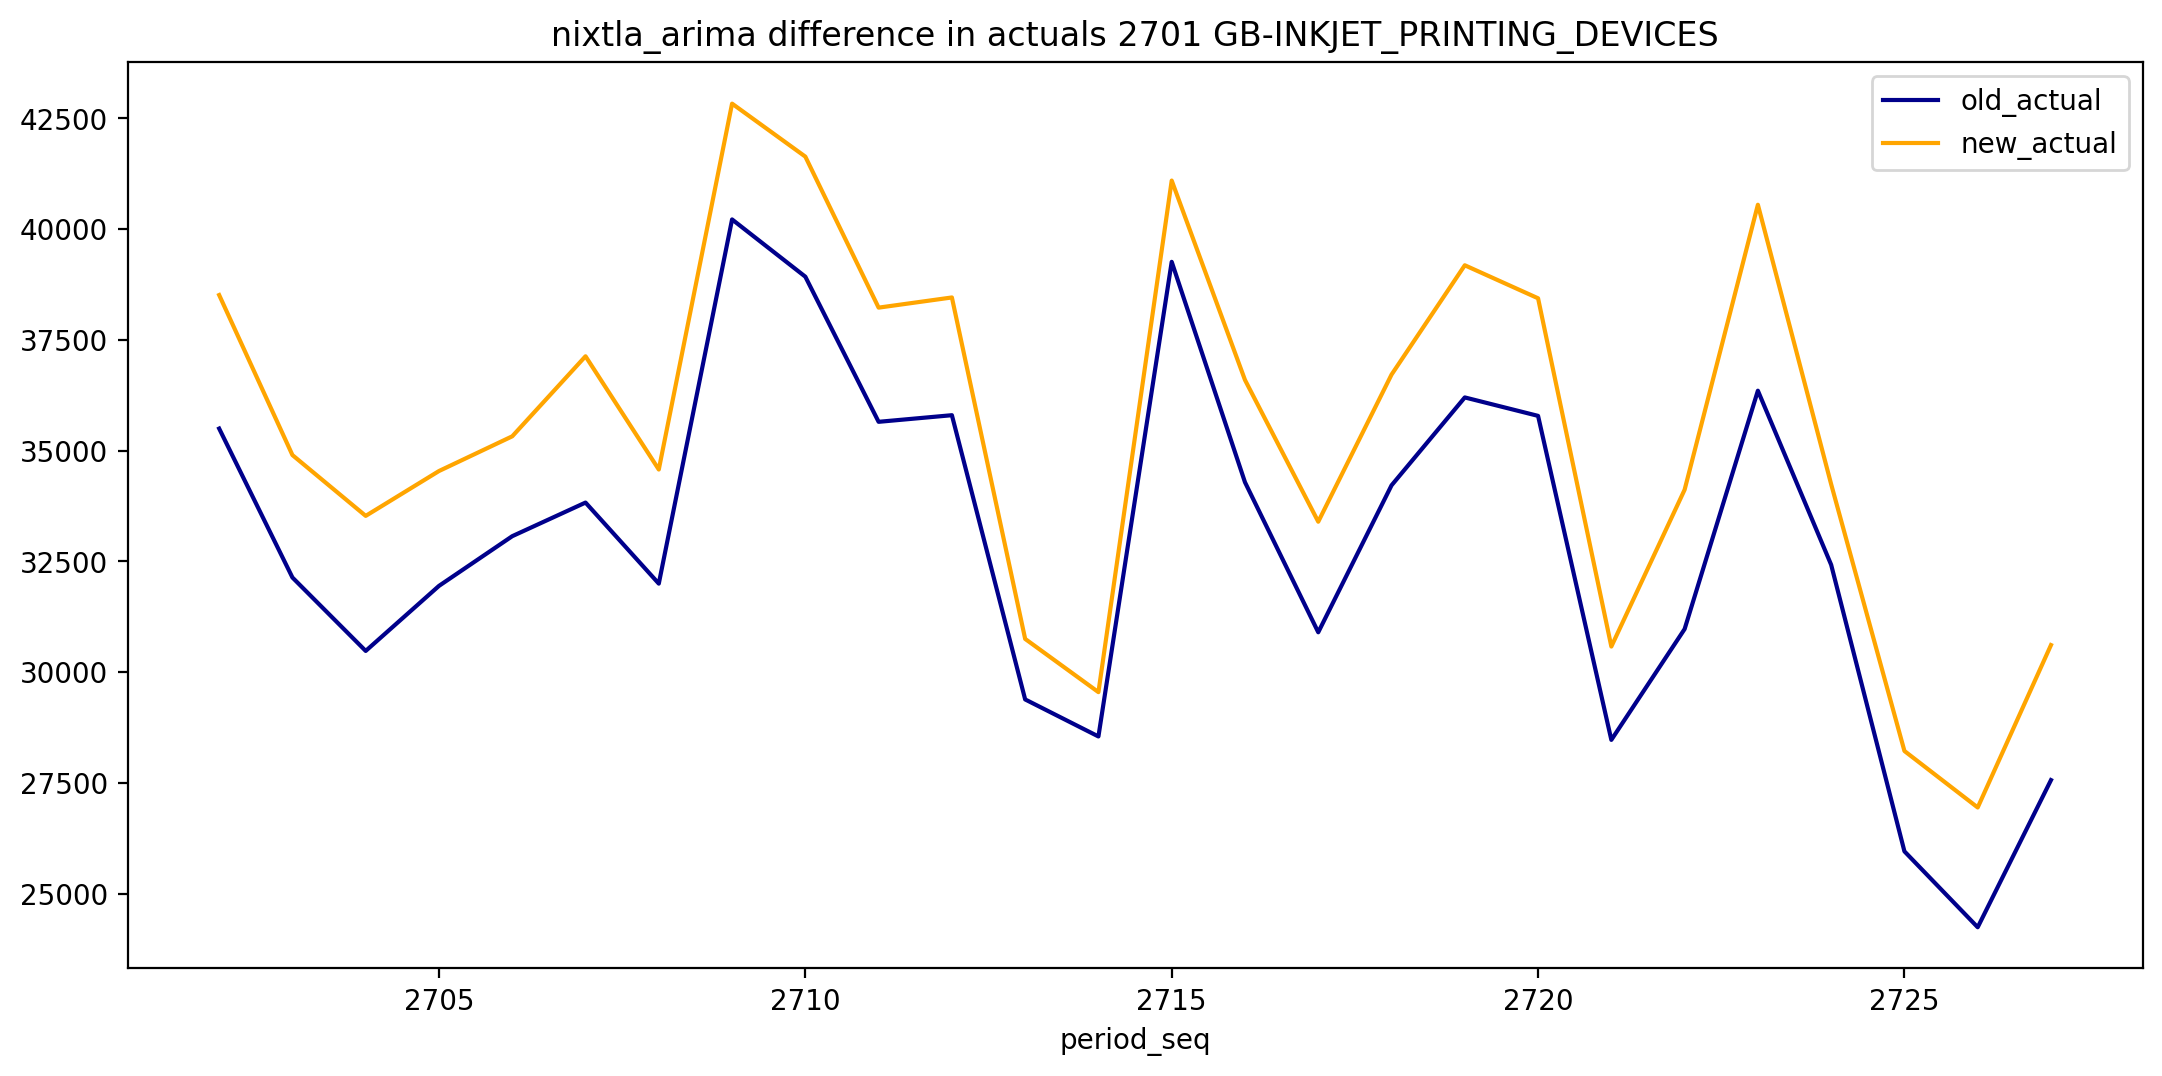 nixtla_arima difference in actuals 2701 GB-INKJET_PRINTING_DEVICES
old_actual
new_actual
42500
40000
37500
35000
32500
30000
27500
25000
2705 2710 2715 2720 2725
period_seq